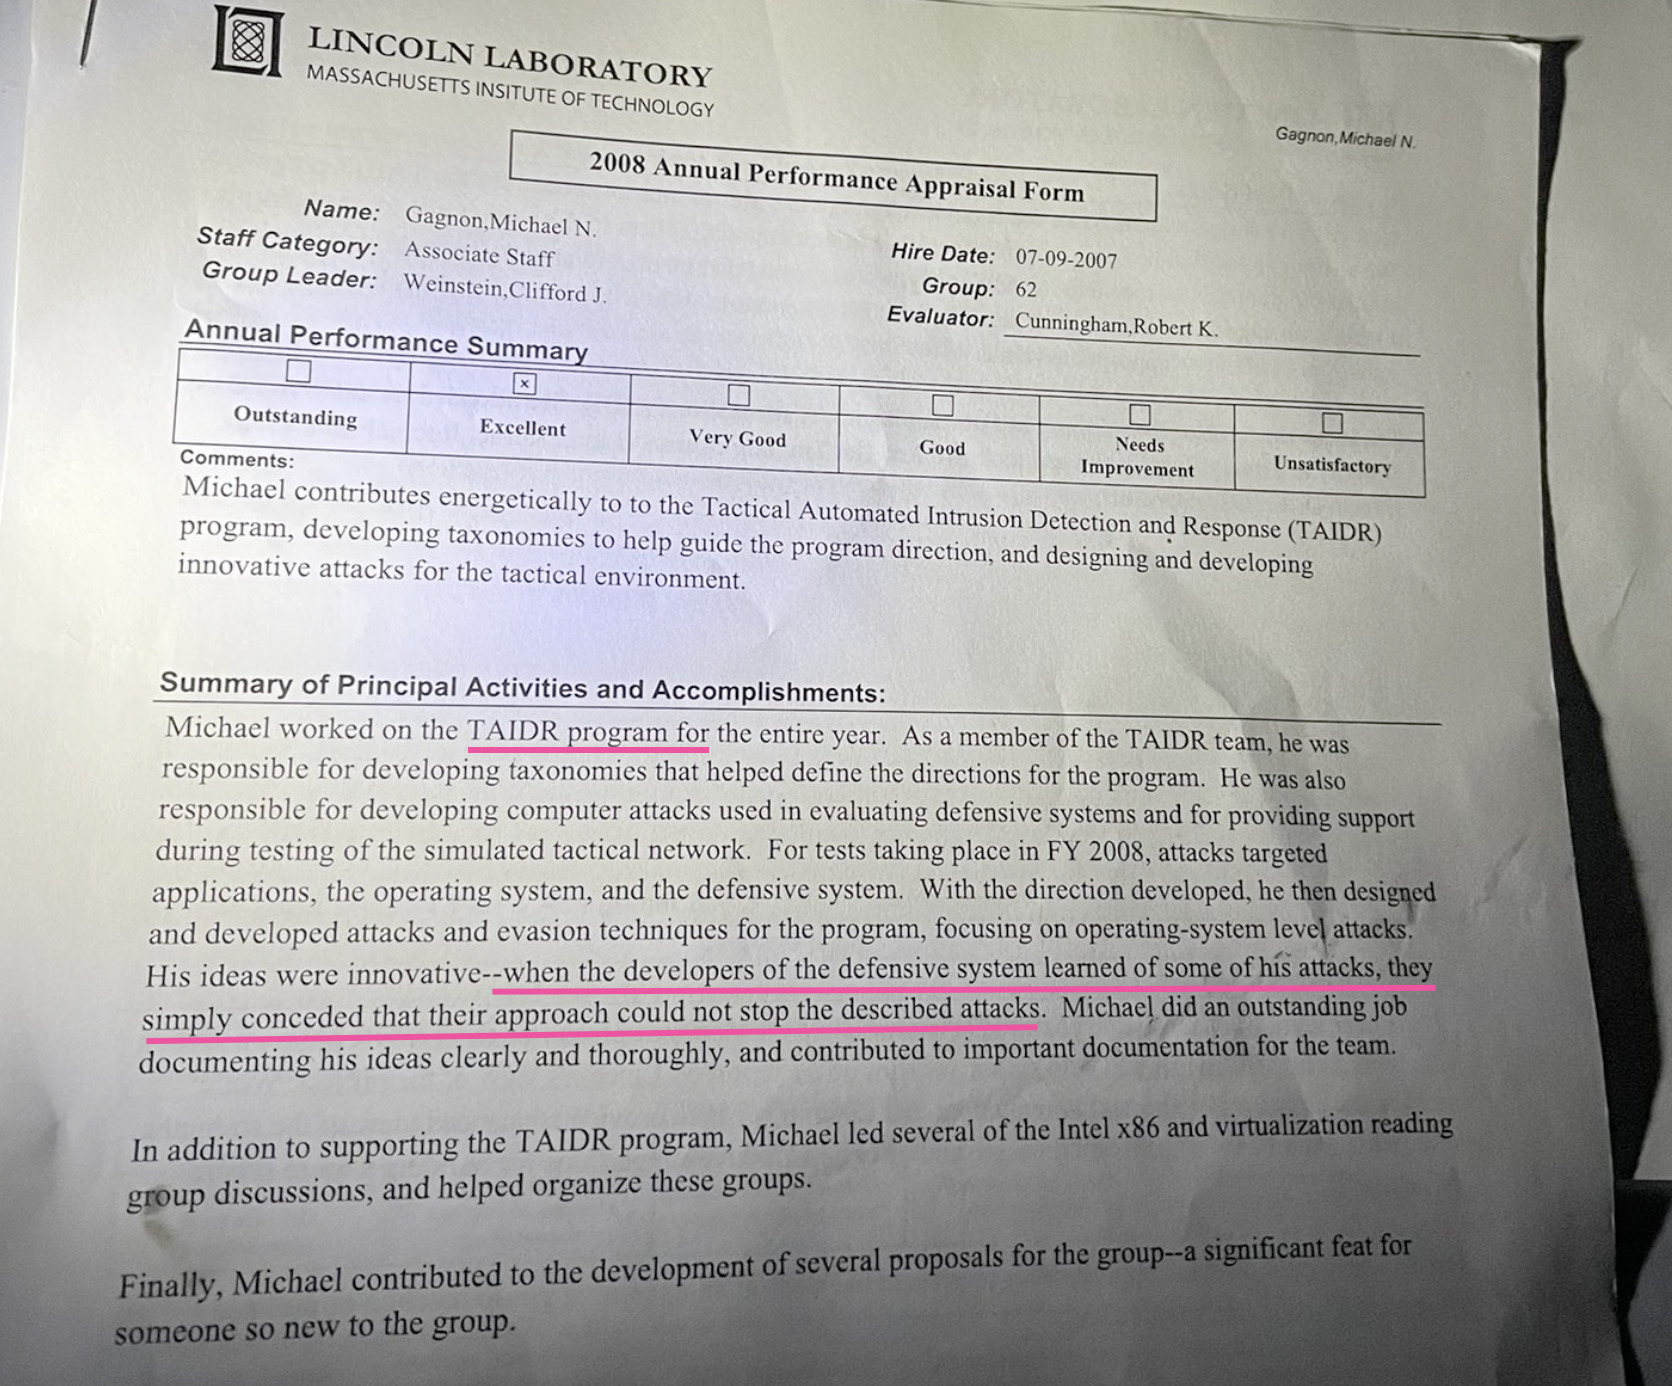 LINCOLN LABORATORY
MASSACHUSETTS INSITUTE OF TECHNOLOGY
Gagnon,Michael N.
2008 Annual Performance Appraisal Form
Name: Gagnon,Michael N.
Staff Category: Associate Staff
Group Leader: Weinstein,Clifford J.
Hire Date: 07-09-2007
Group: 62
Evaluator: Cunningham,Robert K.
Annual Performance Summary
x
Outstanding Excellent Very Good Good Needs Improvement Unsatisfactory
Comments:
Michael contributes energetically to to the Tactical Automated Intrusion Detection and Response (TAIDR)
program, developing taxonomies to help guide the program direction, and designing and developing
innovative attacks for the tactical environment.
Summary of Principal Activities and Accomplishments:
Michael worked on the TAIDR program for the entire year. As a member of the TAIDR team, he was
responsible for developing taxonomies that helped define the directions for the program. He was also
responsible for developing computer attacks used in evaluating defensive systems and for providing support
during testing of the simulated tactical network. For tests taking place in FY 2008, attacks targeted
applications, the operating system, and the defensive system. With the direction developed, he then designed
and developed attacks and evasion techniques for the program, focusing on operating-system level attacks.
His ideas were innovative--when the developers of the defensive system learned of some of his attacks, they
simply conceded that their approach could not stop the described attacks. Michael did an outstanding job
documenting his ideas clearly and thoroughly, and contributed to important documentation for the team.
In addition to supporting the TAIDR program, Michael led several of the Intel x86 and virtualization reading
group discussions, and helped organize these groups.
Finally, Michael contributed to the development of several proposals for the group--a significant feat for
someone so new to the group.